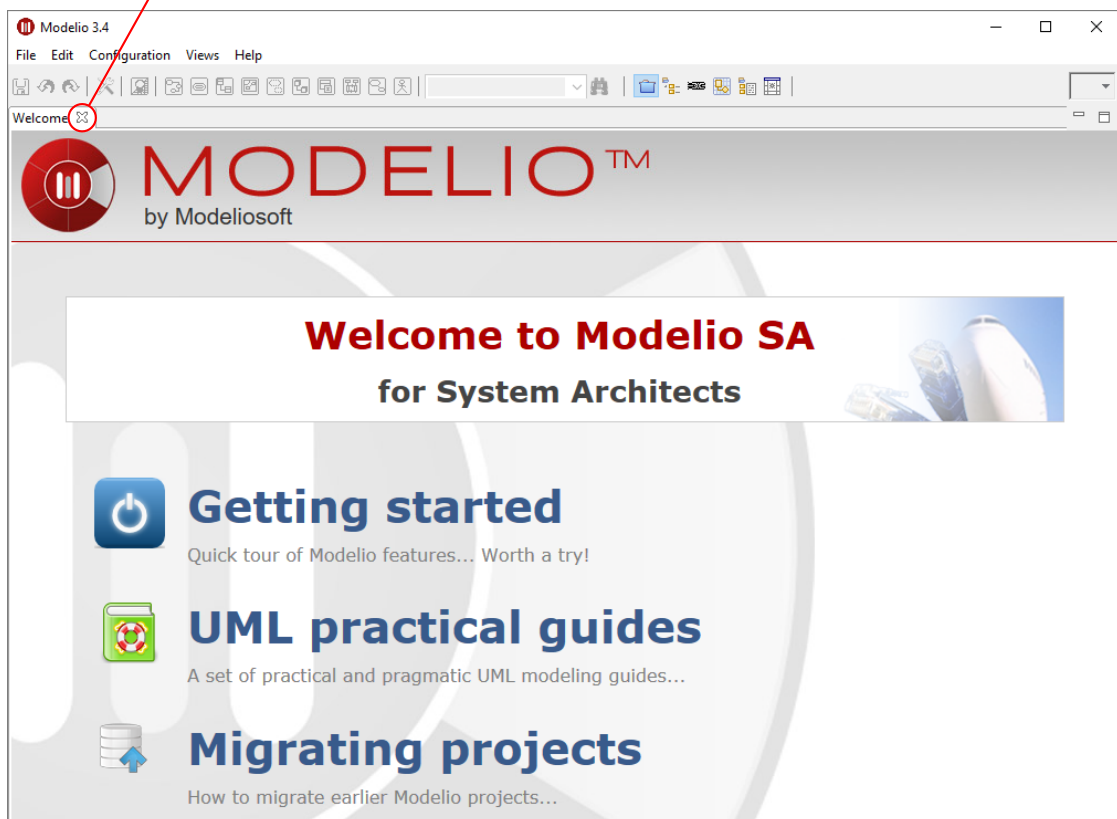 Modelio 3.4
File Edit Configuration Views Help
Welcome
MODELIO™
by Modeliosoft
Welcome to Modelio SA
for System Architects
Getting started
Quick tour of Modelio features... Worth a try!
UML practical guides
A set of practical and pragmatic UML modeling guides...
Migrating projects
How to migrate earlier Modelio projects...